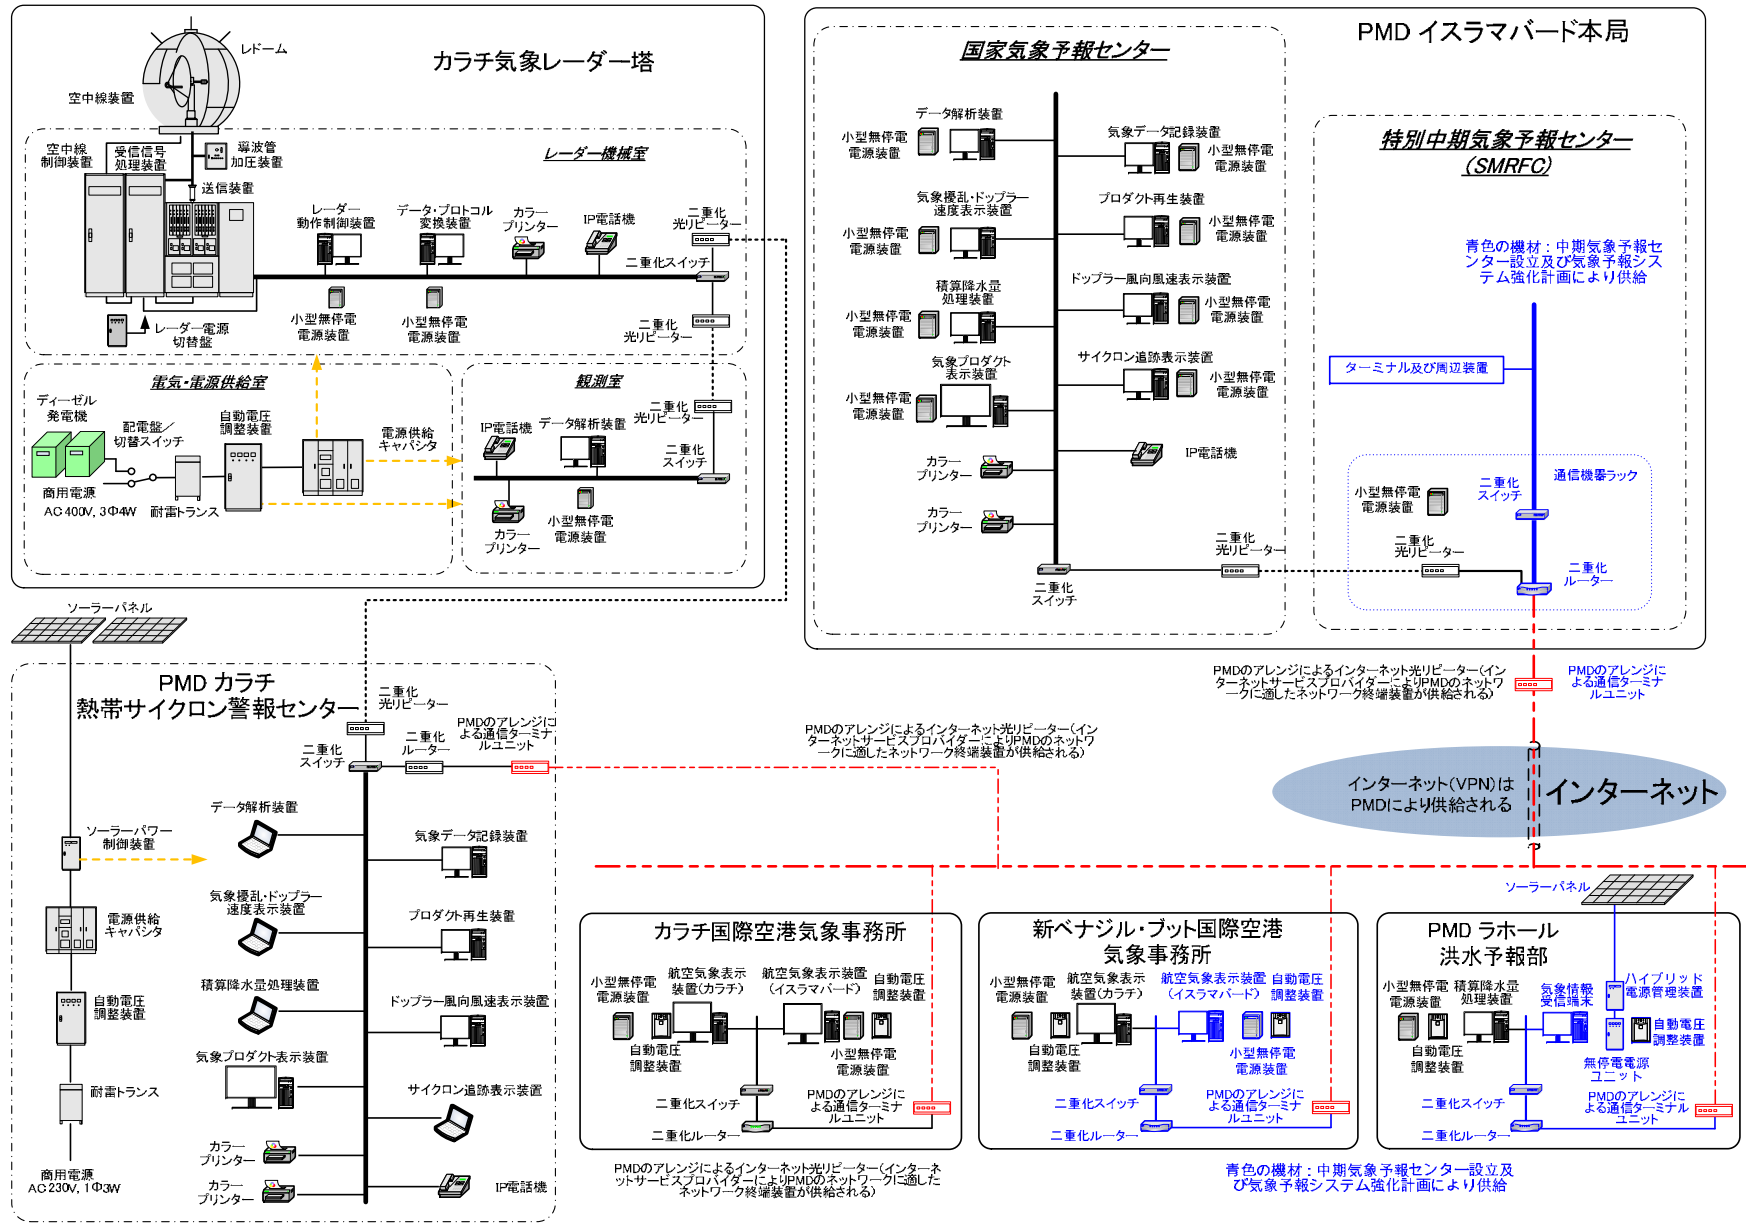 カラチ気象レーダー塔
レドーム
空中線装置
レーダー機械室
空中線
制御装置
受信信号
処理装置
導波管
加圧装置
送信装置
レーダー
動作制御装置
データ・プロトコル
変換装置
カラー
プリンター
IP電話機
二重化
光リピーター
二重化スイッチ
小型無停電
電源装置
小型無停電
電源装置
二重化
光リピーター
レーダー電源
切替盤
電気・電源供給室
ディーゼル
発電機
配電盤／
切替スイッチ
自動電圧
調整装置
電源供給
キャパシタ
商用電源
AC400V, 3Φ4W
耐雷トランス
観測室
IP電話機
データ解析装置
二重化
光リピーター
二重化
スイッチ
カラー
プリンター
小型無停電
電源装置
PMD イスラマバード本局
国家気象予報センター
データ解析装置
小型無停電
電源装置
気象データ記録装置
小型無停電
電源装置
気象擾乱・ドップラー
速度表示装置
小型無停電
電源装置
プロダクト再生装置
小型無停電
電源装置
積算降水量
処理装置
小型無停電
電源装置
ドップラー風向風速表示装置
小型無停電
電源装置
気象プロダクト
表示装置
小型無停電
電源装置
サイクロン追跡表示装置
小型無停電
電源装置
カラー
プリンター
IP電話機
カラー
プリンター
二重化
スイッチ
二重化
光リピーター
特別中期気象予報センター
(SMRFC)
青色の機材：中期気象予報セ
ンター設立及び気象予報シス
テム強化計画により供給
ターミナル及び周辺装置
通信機器ラック
小型無停電
電源装置
二重化
スイッチ
二重化
光リピーター
二重化
ルーター
PMDのアレンジによるインターネット光リピーター(イン
ターネットサービスプロバイダーによりPMDのネットワ
ークに適したネットワーク終端装置が供給される)
PMDのアレンジに
よる通信ターミナ
ルユニット
インターネット(VPN)は
PMDにより供給される
インターネット
ソーラーパネル
PMD カラチ
熱帯サイクロン警報センター
二重化
光リピーター
二重化
スイッチ
二重化
ルーター
PMDのアレンジに
よる通信ターミナ
ルユニット
PMDのアレンジによるインターネット光リピーター(イン
ターネットサービスプロバイダーによりPMDのネットワ
ークに適したネットワーク終端装置が供給される)
データ解析装置
ソーラーパワー
制御装置
気象データ記録装置
気象擾乱・ドップラー
速度表示装置
電源供給
キャパシタ
プロダクト再生装置
積算降水量処理装置
自動電圧
調整装置
ドップラー風向風速表示装置
気象プロダクト表示装置
耐雷トランス
サイクロン追跡表示装置
カラー
プリンター
商用電源
AC230V, 1Φ3W
カラー
プリンター
IP電話機
カラチ国際空港気象事務所
小型無停電
電源装置
航空気象表示
装置(カラチ)
航空気象表示装置
(イスラマバード)
自動電圧
調整装置
自動電圧
調整装置
小型無停電
電源装置
二重化スイッチ
PMDのアレンジに
よる通信ターミナ
ルユニット
二重化ルーター
PMDのアレンジによるインターネット光リピーター(インターネ
ットサービスプロバイダーによりPMDのネットワークに適した
ネットワーク終端装置が供給される)
新ベナジル・ブット国際空港
気象事務所
小型無停電
電源装置
航空気象表示
装置(カラチ)
航空気象表示装置
(イスラマバード)
自動電圧
調整装置
自動電圧
調整装置
小型無停電
電源装置
二重化スイッチ
PMDのアレンジに
よる通信ターミナ
ルユニット
二重化ルーター
ソーラーパネル
PMD ラホール
洪水予報部
小型無停電
電源装置
積算降水量
処理装置
気象情報
受信端末
ハイブリッド
電源管理装置
自動電圧
調整装置
自動電圧
調整装置
無停電電源
ユニット
二重化スイッチ
PMDのアレンジに
よる通信ターミナル
ユニット
二重化ルーター
青色の機材：中期気象予報センター設立及
び気象予報システム強化計画により供給